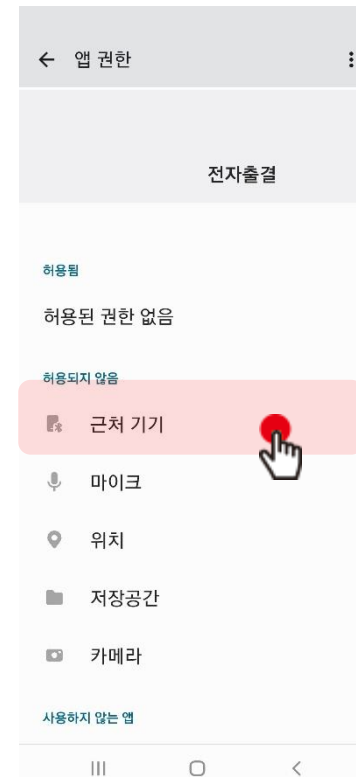 앱 권한
전자출결
허용됨
허용된 권한 없음
허용되지 않음
근처 기기
마이크
위치
저장공간
카메라
사용하지 않는 앱